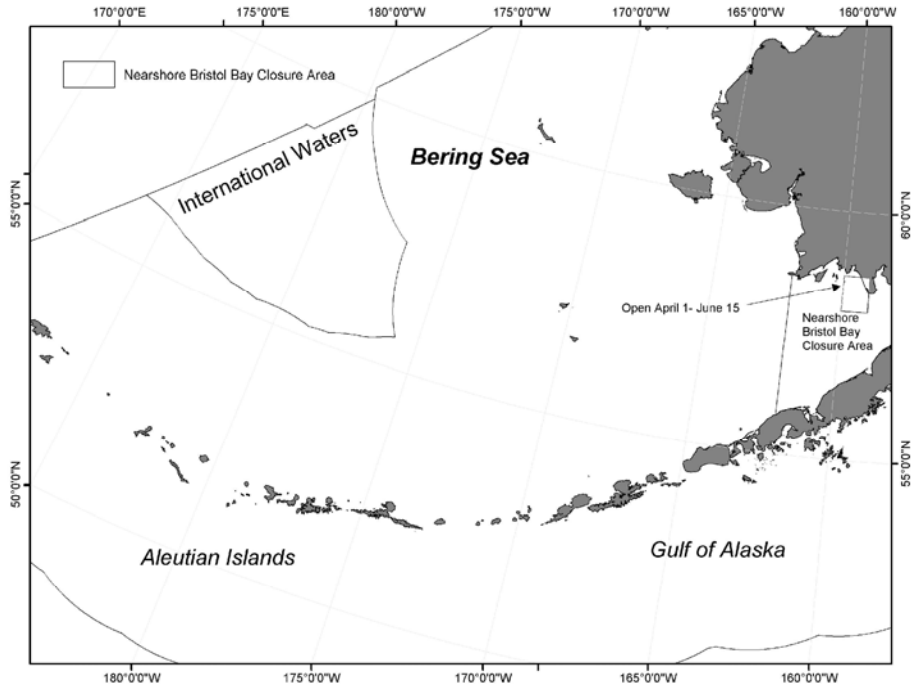 170°0'0"E 175°0'0"E 180°0'0" 175°0'0"W 170°0'0"W 165°0'0"W 160°0'0"W
Nearshore Bristol Bay Closure Area
International Waters
Bering Sea
55°0'0"N
60°0'0"N
Open April 1- June 15
Nearshore
Bristol Bay
Closure Area
50°0'0"N
55°0'0"N
Aleutian Islands
Gulf of Alaska
180°0'0" 175°0'0"W 170°0'0"W 165°0'0"W 160°0'0"W